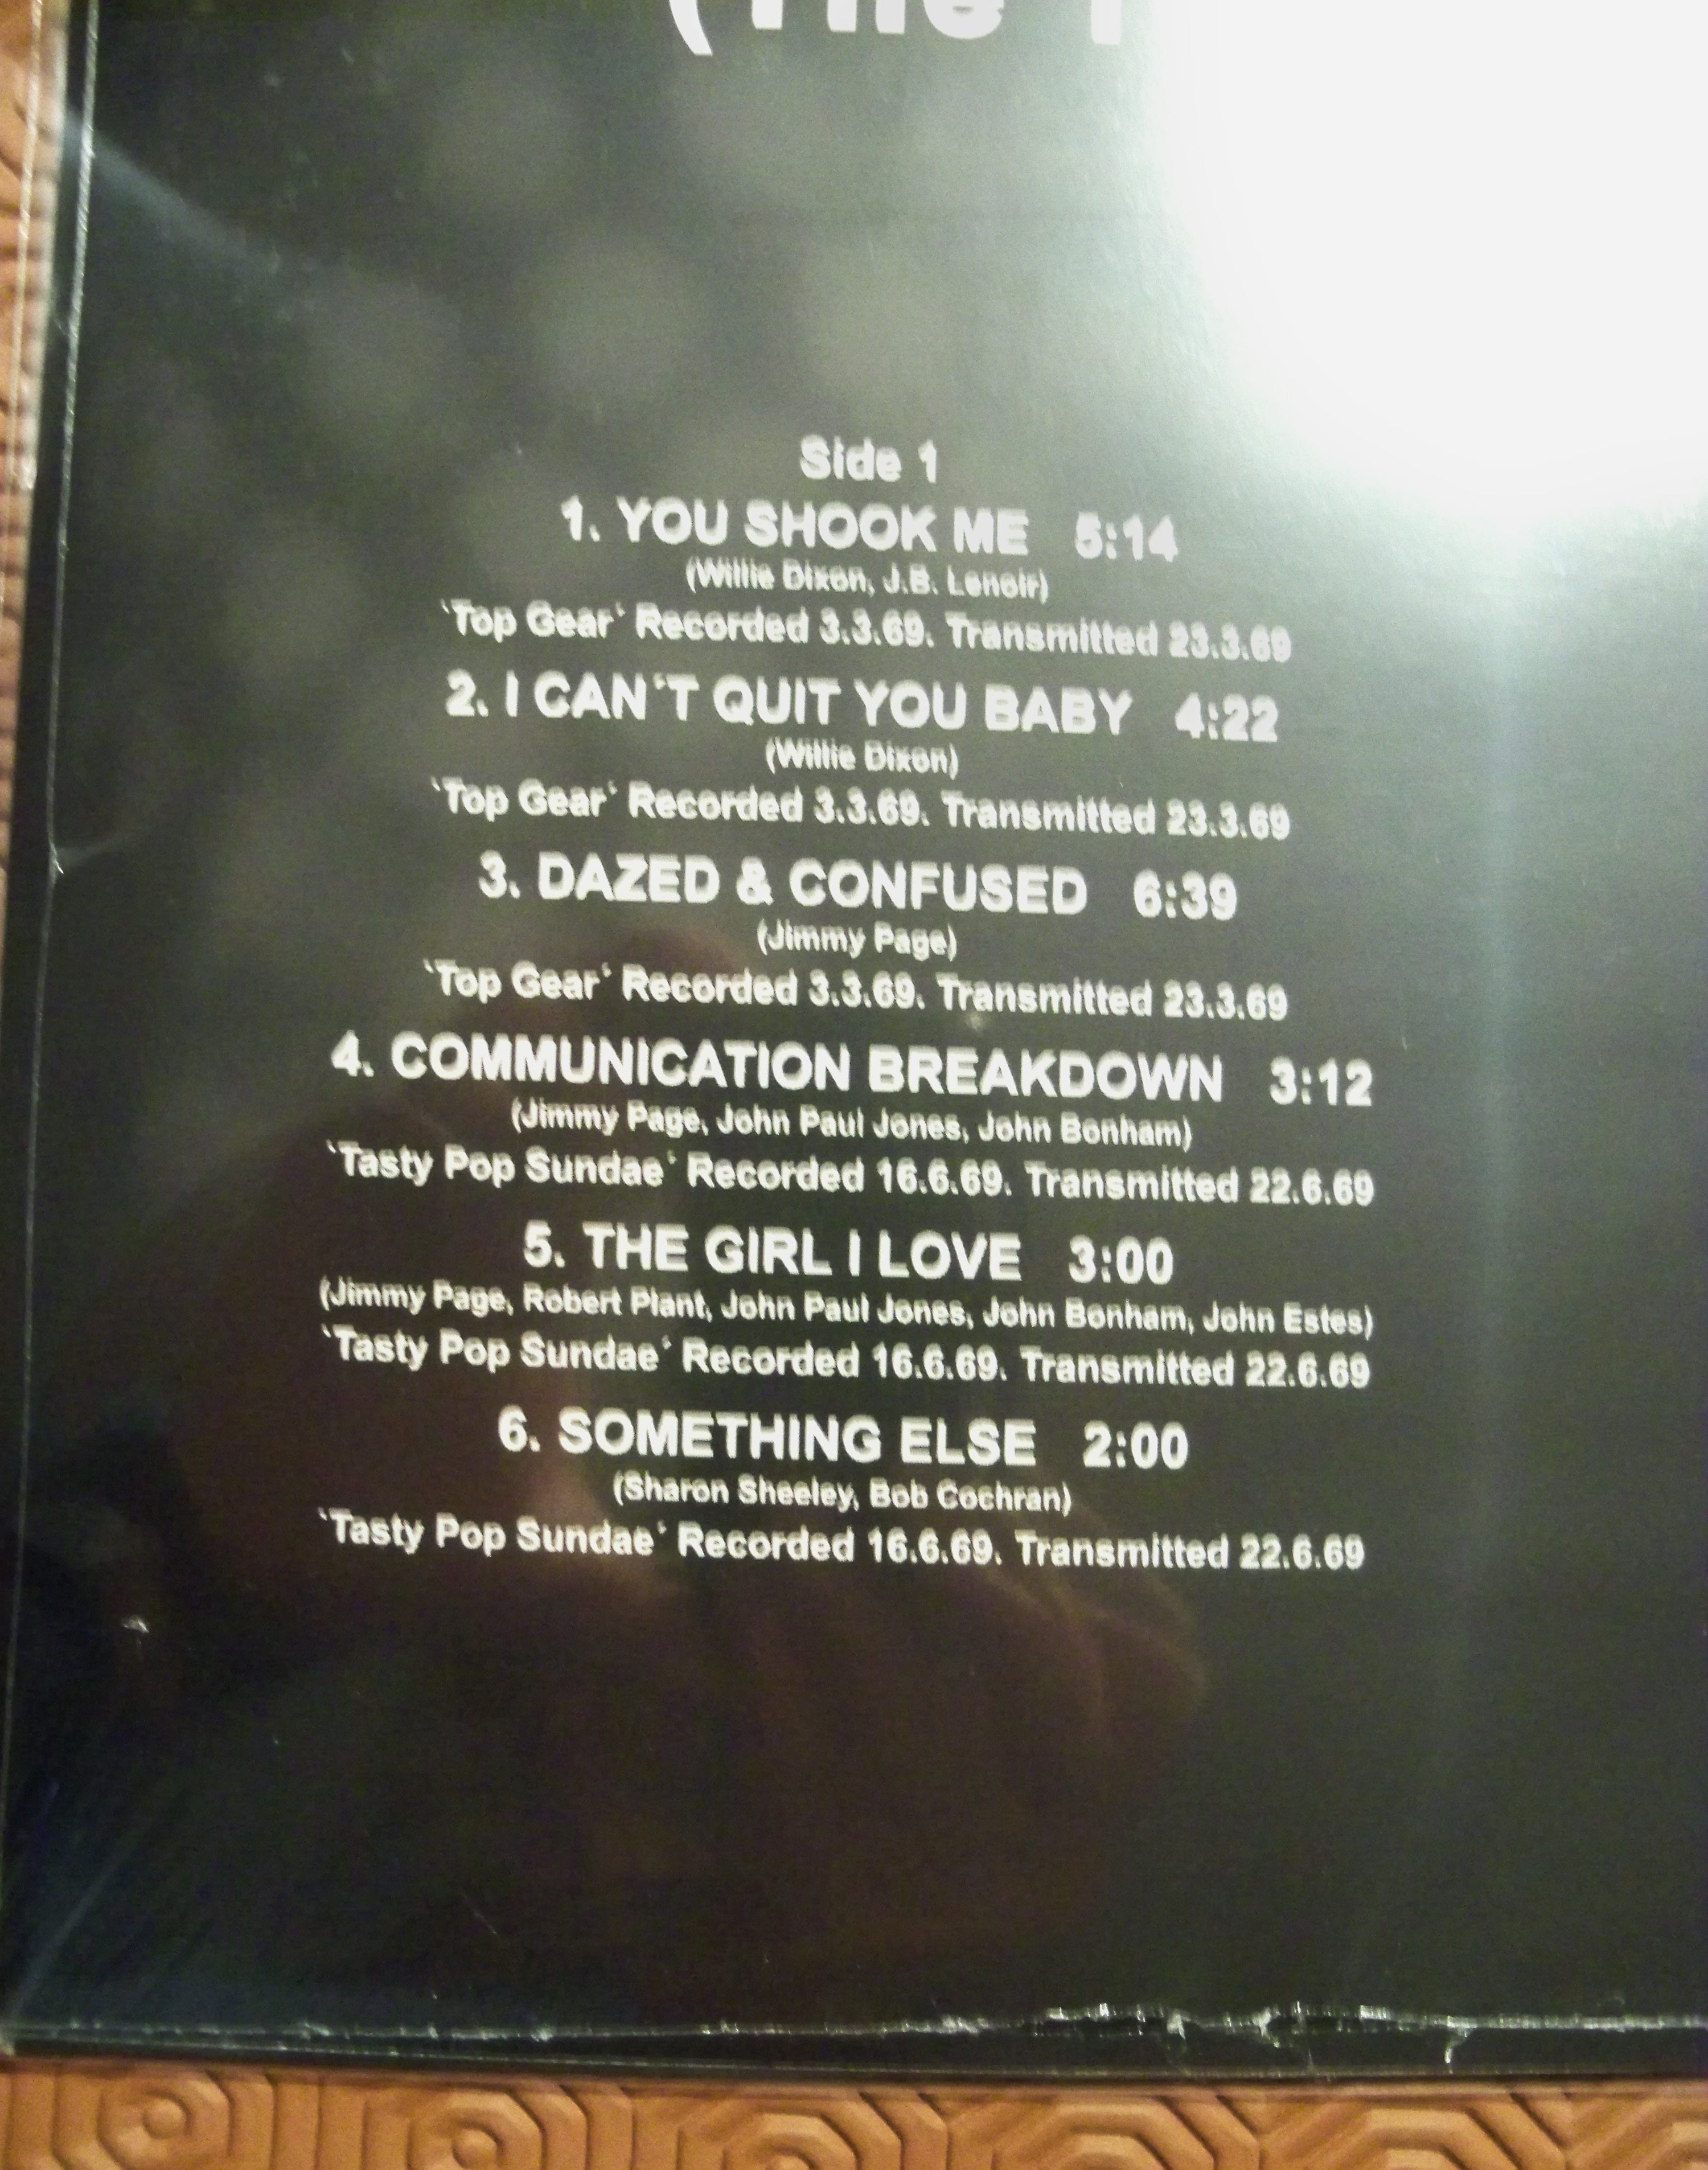 (The
Side 1
1. YOU SHOOK ME 5:14
(Willie Dixon, J.B. Lenoir)
'Top Gear' Recorded 3.3.69. Transmitted 23.3.69
2. I CAN'T QUIT YOU BABY 4:22
(Willie Dixon)
'Top Gear' Recorded 3.3.69. Transmitted 23.3.69
3. DAZED & CONFUSED 6:39
(Jimmy Page)
'Top Gear' Recorded 3.3.69. Transmitted 23.3.69
4. COMMUNICATION BREAKDOWN 3:12
(Jimmy Page, John Paul Jones, John Bonham)
'Tasty Pop Sundae' Recorded 16.6.69. Transmitted 22.6.69
5. THE GIRL I LOVE 3:00
(Jimmy Page, Robert Plant, John Paul Jones, John Bonham, John Estes)
'Tasty Pop Sundae' Recorded 16.6.69. Transmitted 22.6.69
6. SOMETHING ELSE 2:00
(Sharon Sheeley, Bob Cochran)
'Tasty Pop Sundae' Recorded 16.6.69. Transmitted 22.6.69